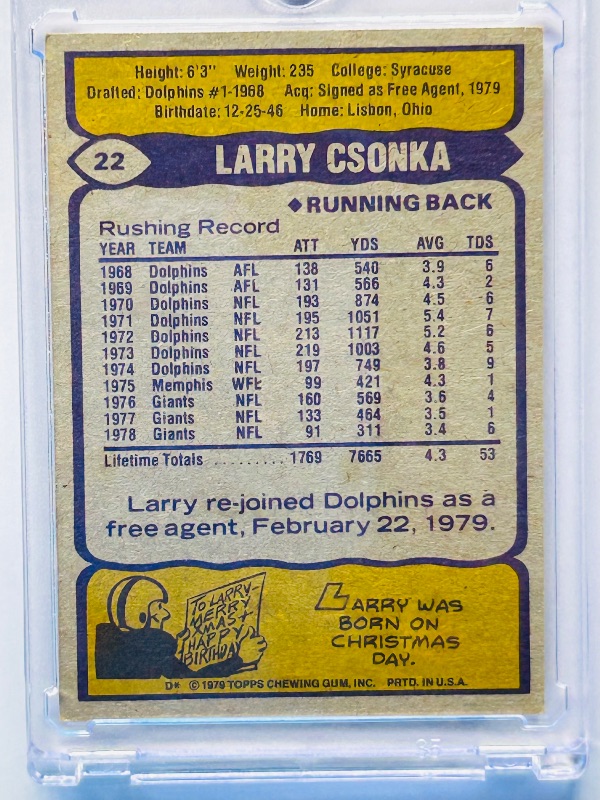 Height: 6'3" Weight: 235 College: Syracuse
Drafted: Dolphins #1-1968 Acq: Signed as Free Agent, 1979
Birthdate: 12-25-46 Home: Lisbon, Ohio
22 LARRY CSONKA
◆RUNNING BACK
Rushing Record
YEAR TEAM ATT YDS AVG TDS
1968 Dolphins AFL 138 540 3.9 6
1969 Dolphins AFL 131 566 4.3 2
1970 Dolphins NFL 193 874 4.5 6
1971 Dolphins NFL 195 1051 5.4 7
1972 Dolphins NFL 213 1117 5.2 6
1973 Dolphins NFL 219 1003 4.6 5
1974 Dolphins NFL 197 749 3.8 9
1975 Memphis WFL 99 421 4.3 1
1976 Giants NFL 160 569 3.6 4
1977 Giants NFL 133 464 3.5 1
1978 Giants NFL 91 311 3.4 6
Lifetime Totals ......... 1769 7665 4.3 53
Larry re-joined Dolphins as a
free agent, February 22, 1979.
TO LARRY-
MERRY
XMAS+
HAPPY
BIRTHDAY
LARRY WAS
BORN ON
CHRISTMAS
DAY.
D* © 1979 TOPPS CHEWING GUM, INC. PRTD. IN U.S.A.